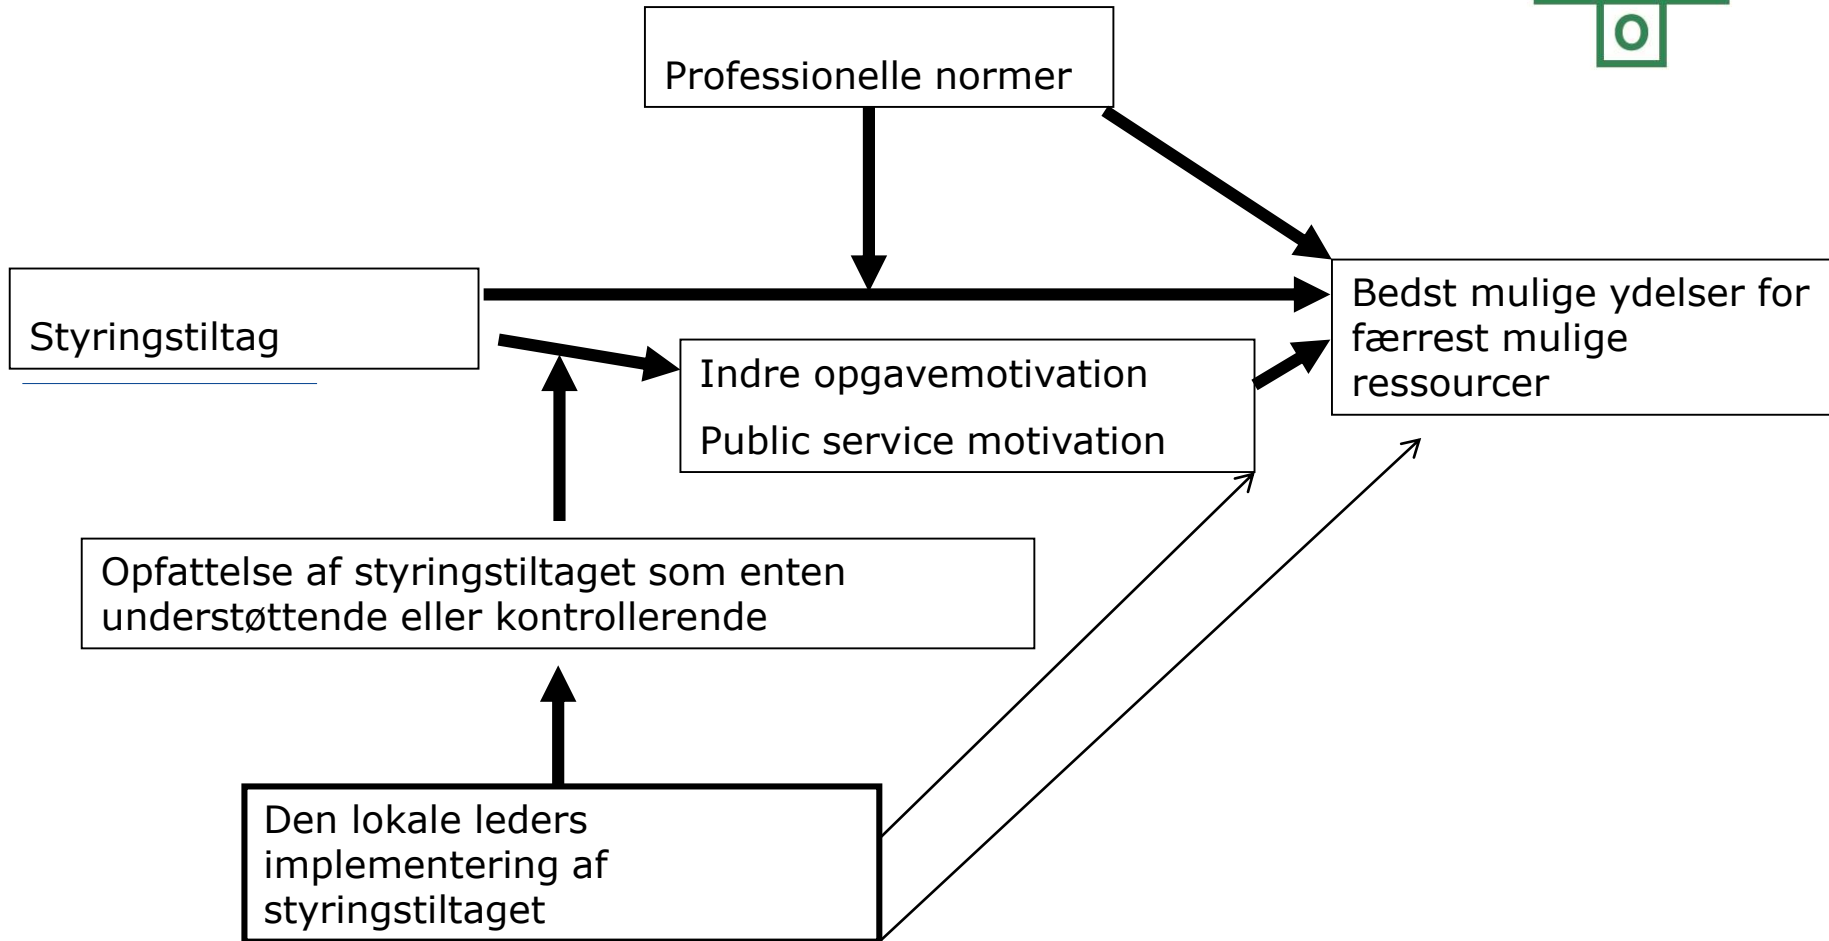 O
Professionelle normer
Styringstiltag
Bedst mulige ydelser for
færrest mulige
ressourcer
Indre opgavemotivation
Public service motivation
Opfattelse af styringstiltaget som enten
understøttende eller kontrollerende
Den lokale leders
implementering af
styringstiltaget